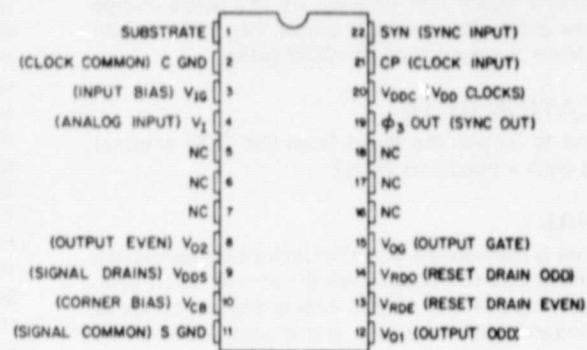 SUBSTRATE 1
(CLOCK COMMON) C GND 2
(INPUT BIAS) VIG 3
(ANALOG INPUT) VI 4
NC 5
NC 6
NC 7
(OUTPUT EVEN) VO2 8
(SIGNAL DRAINS) VDDS 9
(CORNER BIAS) VCB 10
(SIGNAL COMMON) S GND 11
22 SYN (SYNC INPUT)
21 CP (CLOCK INPUT)
20 VDDC (VDD CLOCKS)
19 ϕ3 OUT (SYNC OUT)
18 NC
17 NC
16 NC
15 VOG (OUTPUT GATE)
14 VRDO (RESET DRAIN ODD)
13 VRDE (RESET DRAIN EVEN)
12 VO1 (OUTPUT ODD)